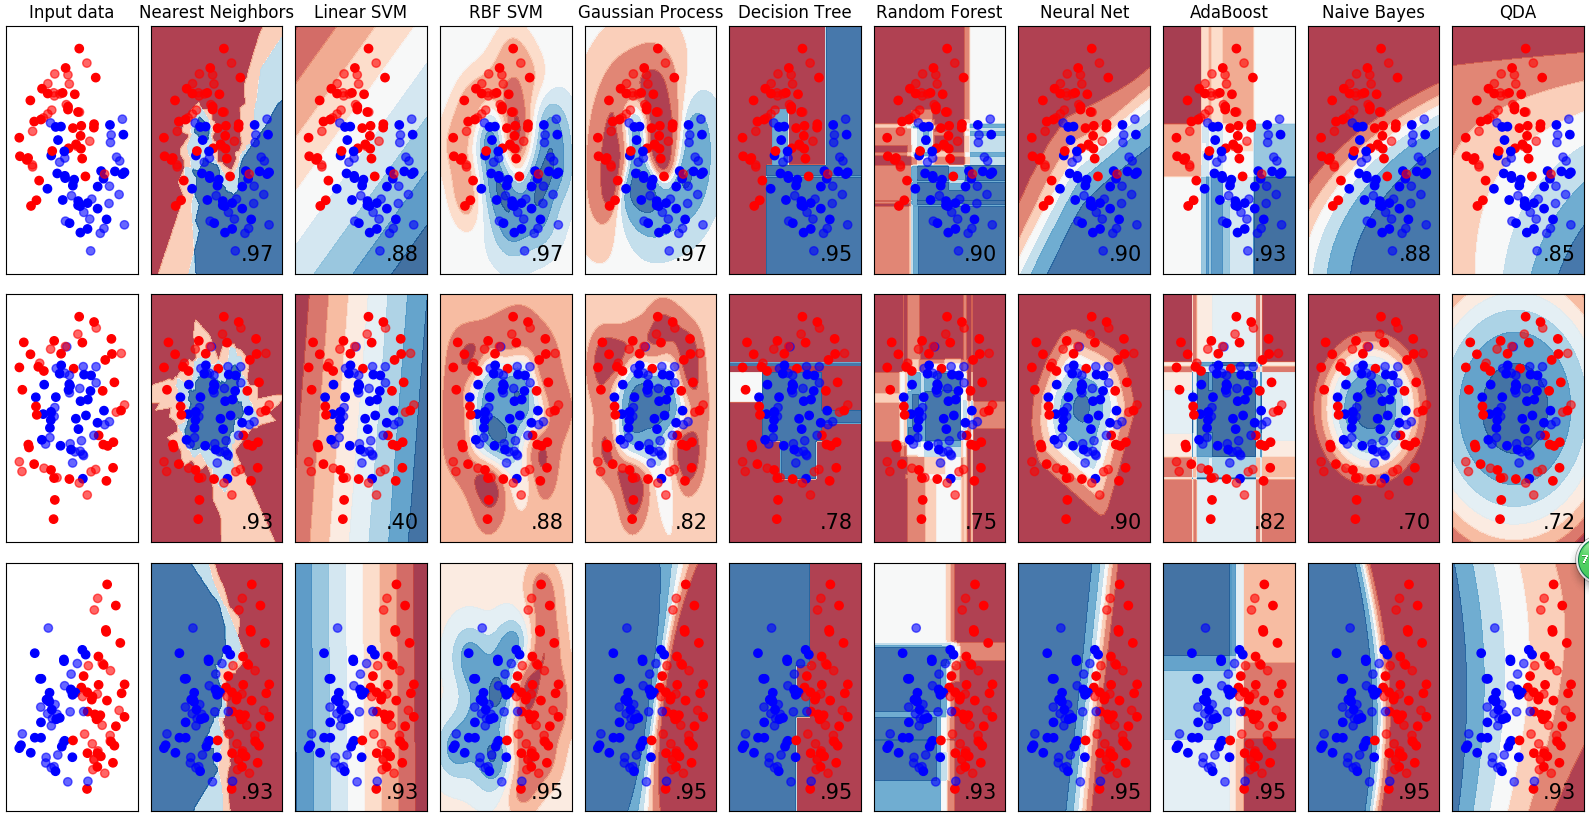 Input data Nearest Neighbors Linear SVM RBF SVM Gaussian Process Decision Tree Random Forest Neural Net AdaBoost Naive Bayes QDA
.97 .88 .97 .97 .95 .90 .90 .93 .88 .85
.93 .40 .88 .82 .78 .75 .90 .82 .70 .72
7
.93 .93 .95 .95 .95 .93 .95 .95 .95 .93